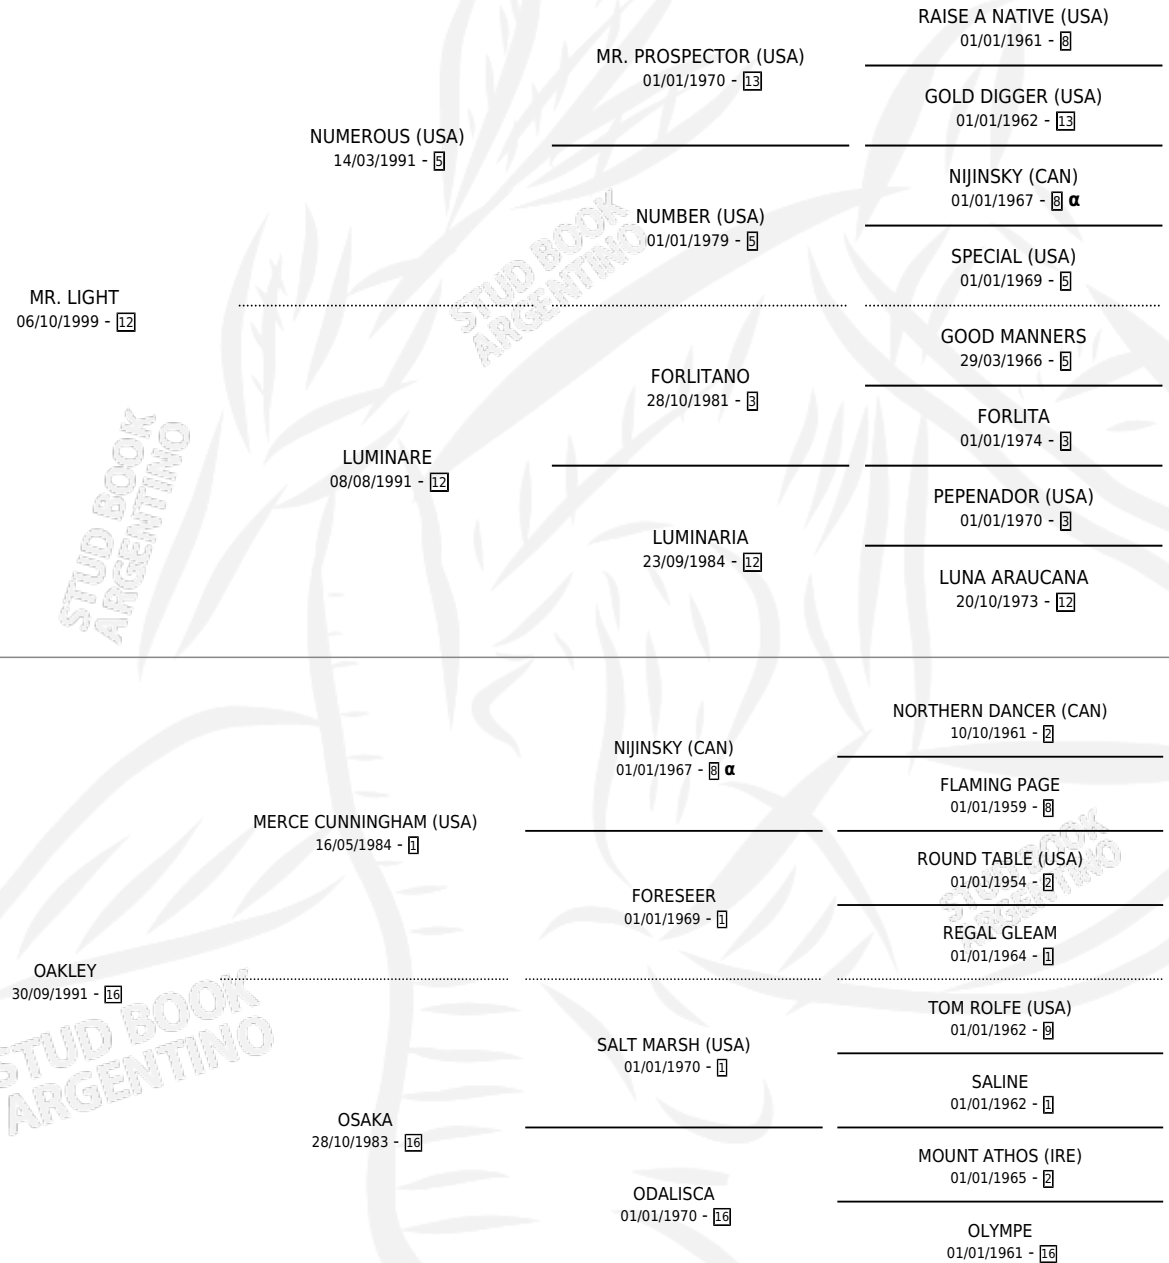 RAISE A NATIVE (USA)
01/01/1961 - 8
MR. PROSPECTOR (USA)
01/01/1970 - 13
GOLD DIGGER (USA)
01/01/1962 - 13
NUMEROUS (USA)
14/03/1991 - 5
NIJINSKY (CAN)
01/01/1967 - 8 α
NUMBER (USA)
01/01/1979 - 5
SPECIAL (USA)
01/01/1969 - 5
MR. LIGHT
06/10/1999 - 12
GOOD MANNERS
29/03/1966 - 5
FORLITANO
28/10/1981 - 3
FORLITA
01/01/1974 - 3
LUMINARE
08/08/1991 - 12
PEPENADOR (USA)
01/01/1970 - 3
LUMINARIA
23/09/1984 - 12
LUNA ARAUCANA
20/10/1973 - 12
STUD BOOK
ARGENTINO
STUD BOOK
ARGENTINO
NORTHERN DANCER (CAN)
10/10/1961 - 2
NIJINSKY (CAN)
01/01/1967 - 8 α
FLAMING PAGE
01/01/1959 - 8
MERCE CUNNINGHAM (USA)
16/05/1984 - 1
ROUND TABLE (USA)
01/01/1954 - 2
FORESEER
01/01/1969 - 1
REGAL GLEAM
01/01/1964 - 1
OAKLEY
30/09/1991 - 16
TOM ROLFE (USA)
01/01/1962 - 9
SALT MARSH (USA)
01/01/1970 - 1
SALINE
01/01/1962 - 1
OSAKA
28/10/1983 - 16
MOUNT ATHOS (IRE)
01/01/1965 - 2
ODALISCA
01/01/1970 - 16
OLYMPE
01/01/1961 - 16
STUD BOOK
ARGENTINO
STUD BOOK
ARGENTINO